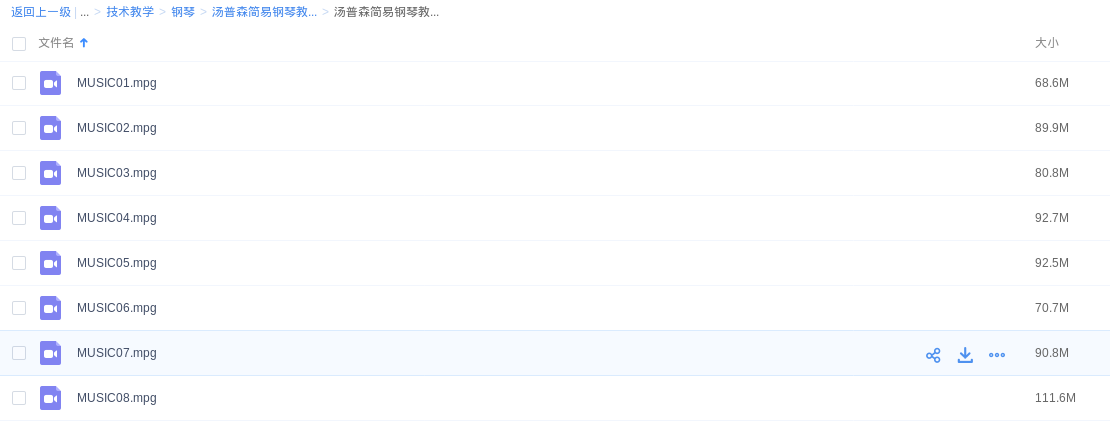 返回上一级 | ... > 技术教学 > 钢琴 > 汤普森简易钢琴教... > 汤普森简易钢琴教...
文件名 大小
MUSIC01.mpg 68.6M
MUSIC02.mpg 89.9M
MUSIC03.mpg 80.8M
MUSIC04.mpg 92.7M
MUSIC05.mpg 92.5M
MUSIC06.mpg 70.7M
MUSIC07.mpg 90.8M
MUSIC08.mpg 111.6M